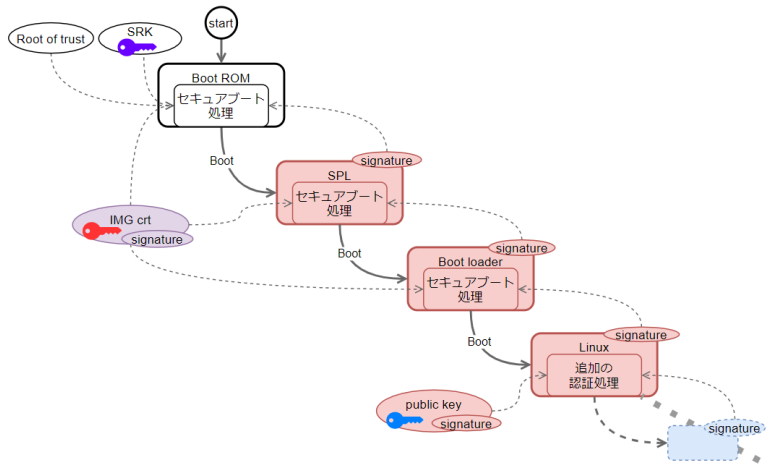 start
Root of trust
SRK
Boot ROM
セキュアブート
処理
Boot
signature
SPL
セキュアブート
処理
IMG crt
signature
Boot
signature
Boot loader
セキュアブート
処理
Boot
signature
Linux
追加の
認証処理
public key
signature
signature